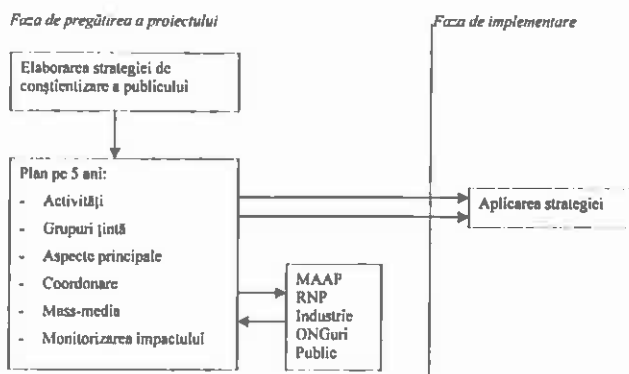 Faza de pregătire a proiectului
Faza de implementare
Elaborarea strategiei de
conștientizare a publicului
Plan pe 5 ani:
- Activități
- Grupuri țintă
- Aspecte principale
- Coordonare
- Mass-media
- Monitorizarea impactului
Aplicarea strategiei
MAAP
RNP
Industrie
ONGuri
Public